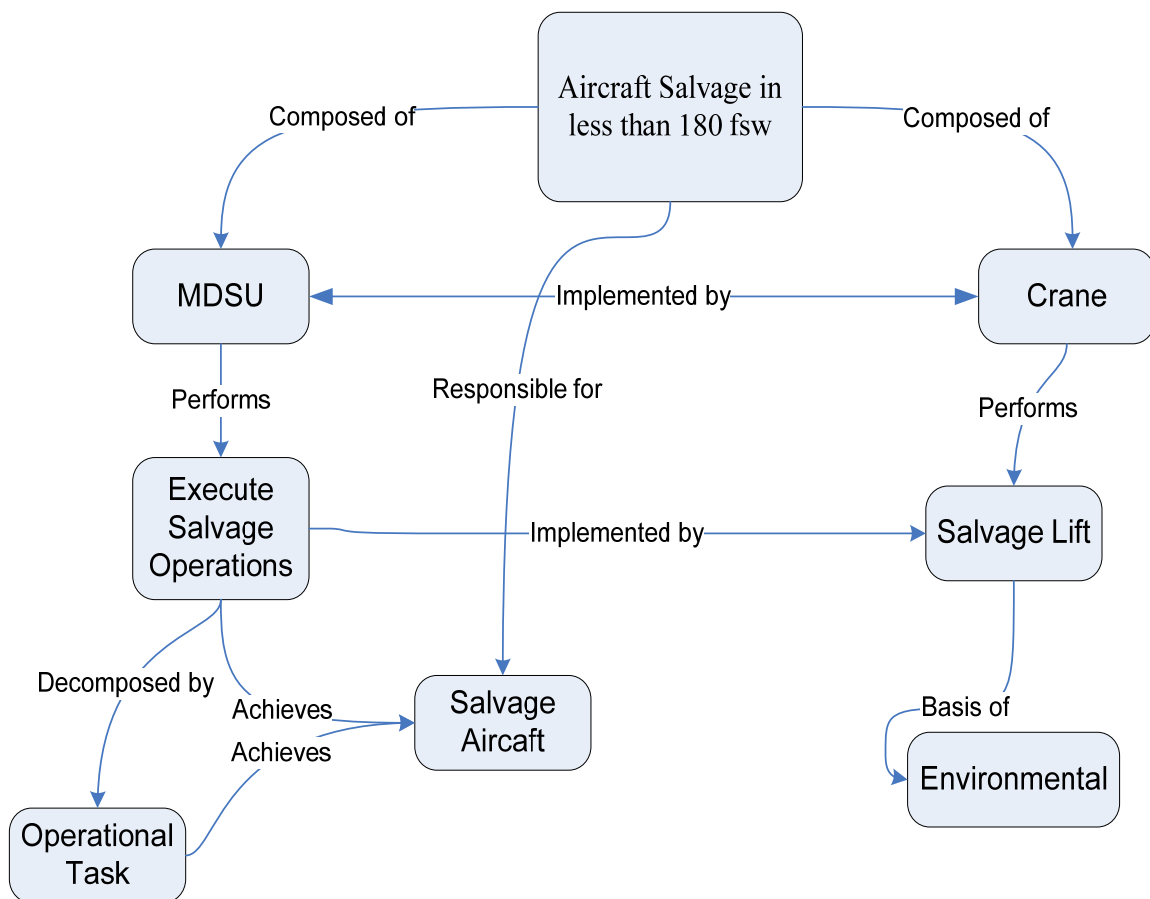 Aircraft Salvage in
less than 180 fsw
Composed of
Composed of
MDSU
Implemented by
Crane
Responsible for
Performs
Performs
Execute
Salvage
Operations
Implemented by
Salvage Lift
Decomposed by
Achieves
Achieves
Salvage
Aircaft
Basis of
Environmental
Operational
Task